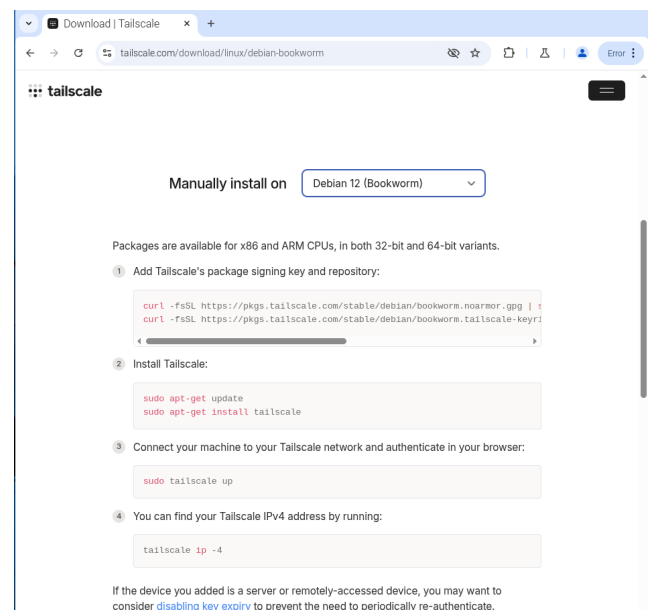 Download | Tailscale
tailscale.com/download/linux/debian-bookworm
Error
tailscale
Manually install on
Debian 12 (Bookworm)
Packages are available for x86 and ARM CPUs, in both 32-bit and 64-bit variants.
1 Add Tailscale's package signing key and repository:
curl -fsSL https://pkgs.tailscale.com/stable/debian/bookworm.noarmor.gpg | s
curl -fsSL https://pkgs.tailscale.com/stable/debian/bookworm.tailscale-keyri
2 Install Tailscale:
sudo apt-get update
sudo apt-get install tailscale
3 Connect your machine to your Tailscale network and authenticate in your browser:
sudo tailscale up
4 You can find your Tailscale IPv4 address by running:
tailscale ip -4
If the device you added is a server or remotely-accessed device, you may want to
consider disabling key expiry to prevent the need to periodically re-authenticate.